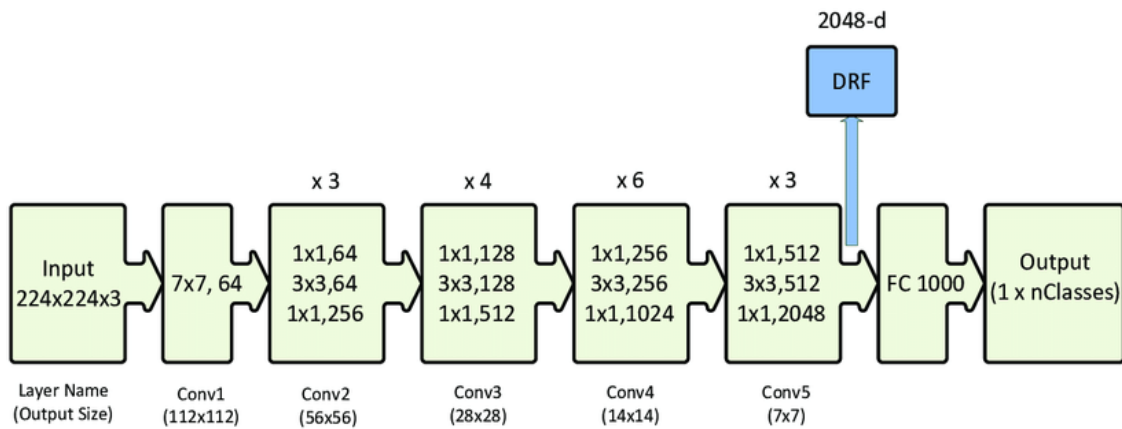 2048-d
DRF
x 3
x 4
x 6
x 3
Input
224x224x3
7x7, 64
1x1,64
3x3,64
1x1,256
1x1,128
3x3,128
1x1,512
1x1,256
3x3,256
1x1,1024
1x1,512
3x3,512
1x1,2048
FC 1000
Output
(1 x nClasses)
Layer Name
(Output Size)
Conv1
(112x112)
Conv2
(56x56)
Conv3
(28x28)
Conv4
(14x14)
Conv5
(7x7)